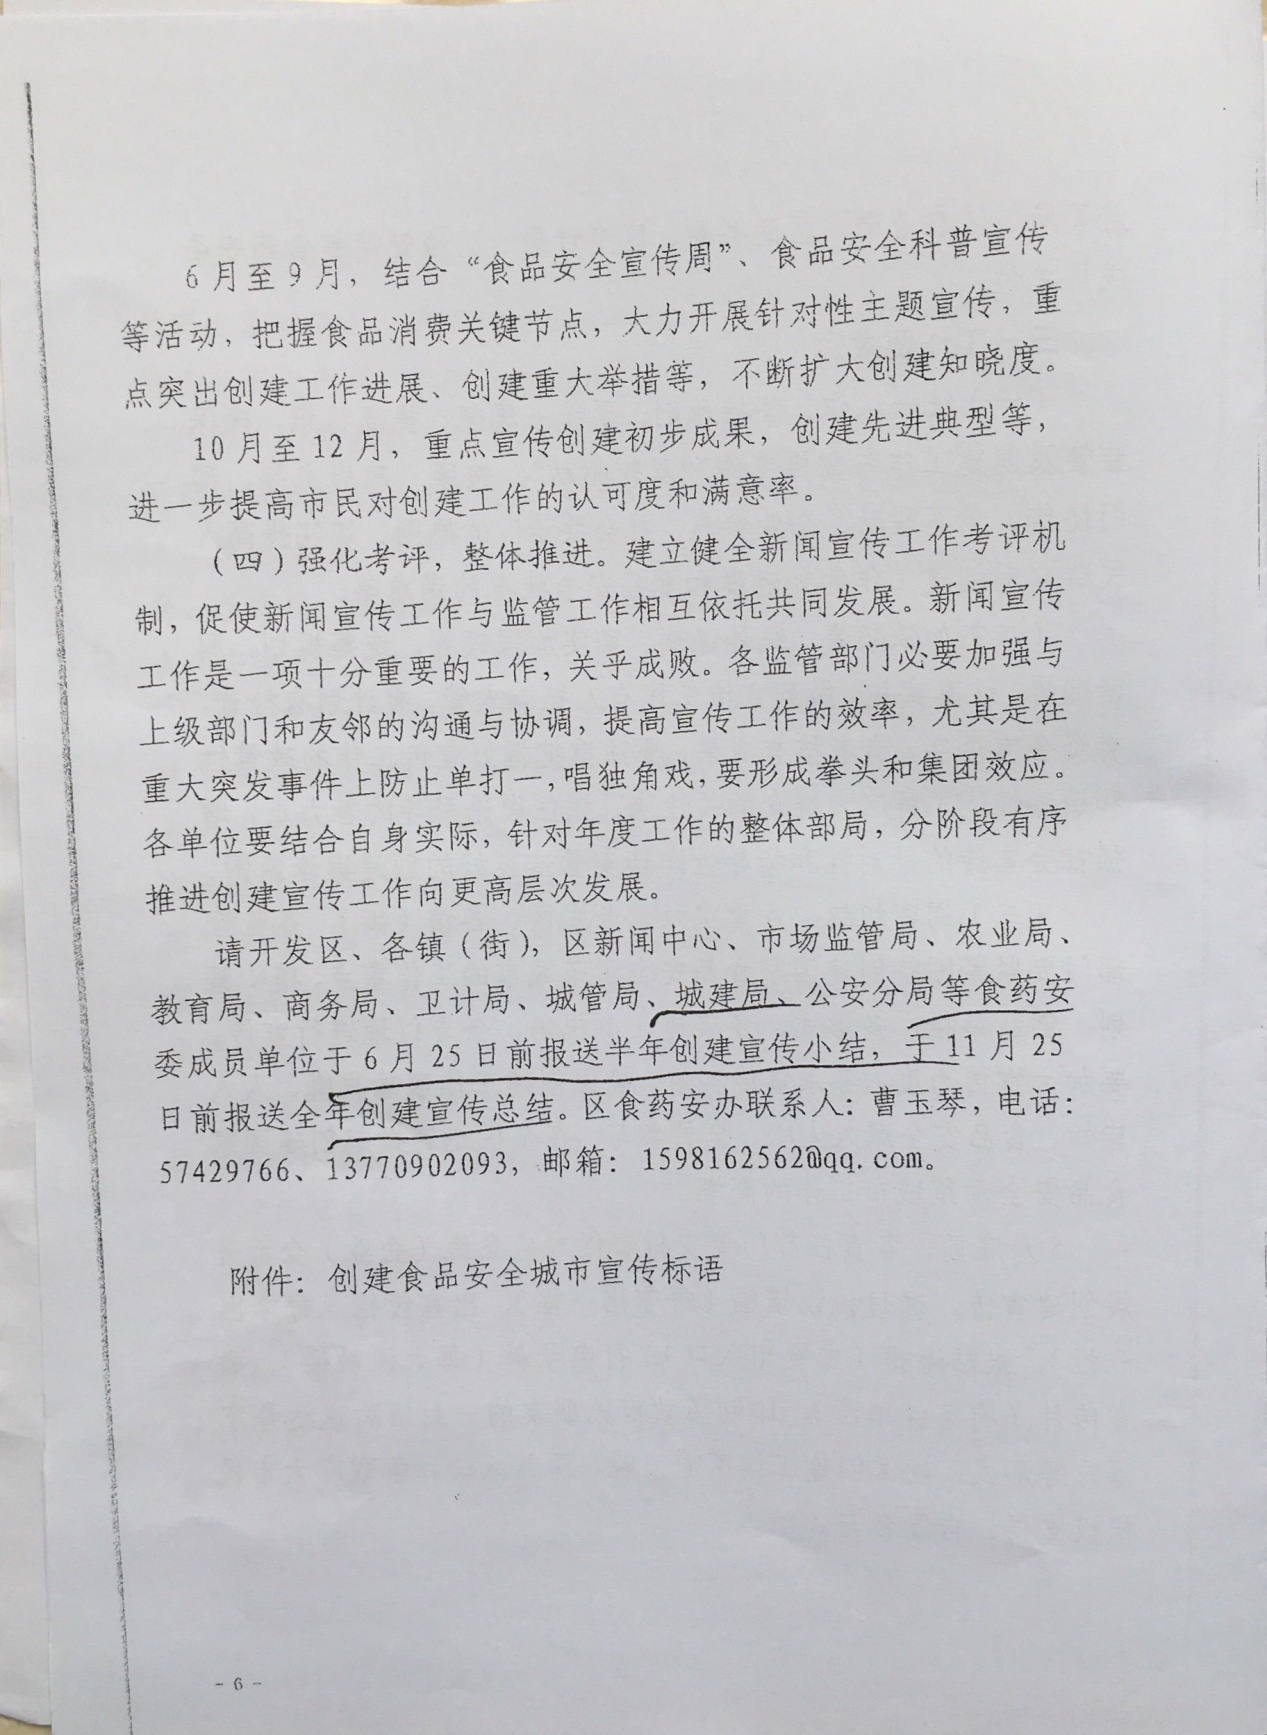 6月至9月，结合“食品安全宣传周”、食品安全科普宣传
等活动，把握食品消费关键节点，大力开展针对性主题宣传，重
点突出创建工作进展、创建重大举措等，不断扩大创建知晓度。
10月至12月，重点宣传创建初步成果，创建先进典型等，
进一步提高市民对创建工作的认可度和满意率。
（四）强化考评，整体推进。建立健全新闻宣传工作考评机
制，促使新闻宣传工作与监管工作相互依托共同发展。新闻宣传
工作是一项十分重要的工作，关乎成败。各监管部门必要加强与
上级部门和友邻的沟通与协调，提高宣传工作的效率，尤其是在
重大突发事件上防止单打一，唱独角戏，要形成拳头和集团效应。
各单位要结合自身实际，针对年度工作的整体部局，分阶段有序
推进创建宣传工作向更高层次发展。
请开发区、各镇（街），区新闻中心、市场监管局、农业局、
教育局、商务局、卫计局、城管局、城建局、公安分局等食药安
委成员单位于6月25日前报送半年创建宣传小结，于11月25
日前报送全年创建宣传总结。区食药安办联系人：曹玉琴，电话：
57429766、13770902093，邮箱：1598162562@qq.com。
附件：创建食品安全城市宣传标语
- 6 -